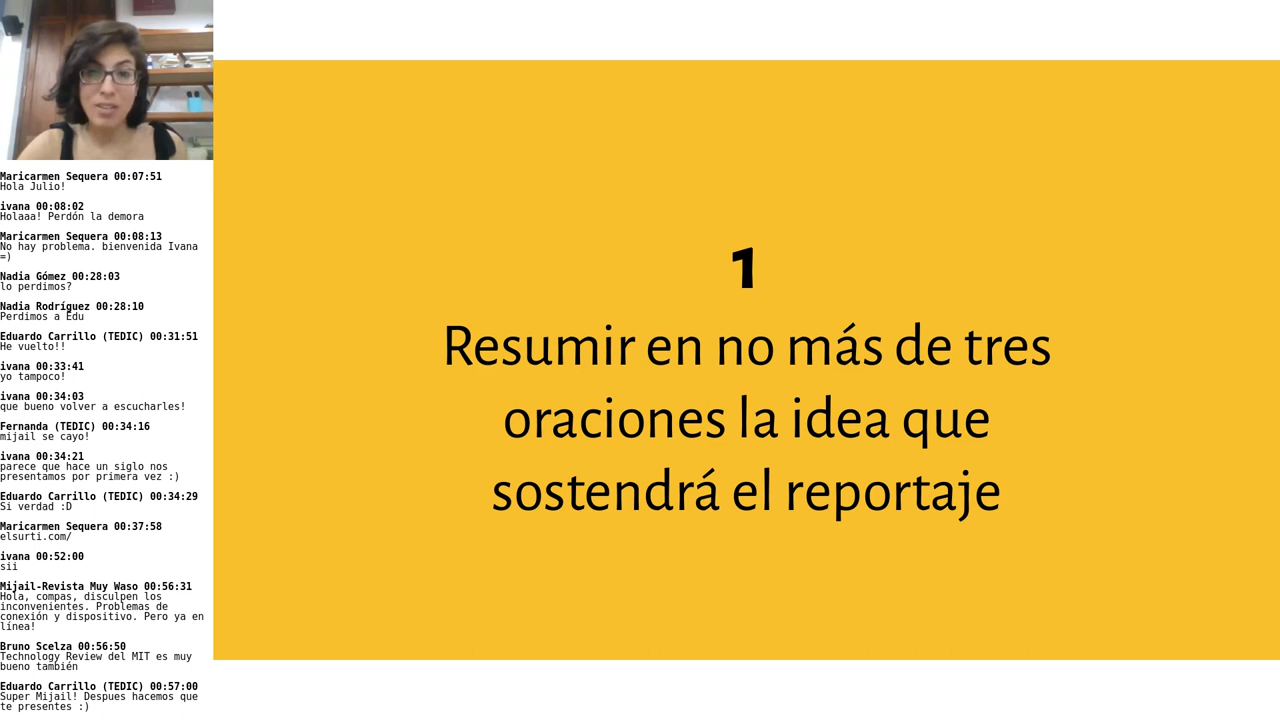 Maricarmen Sequera 00:07:51
Hola Julio!
ivana 00:08:02
Holaaa! Perdón la demora
Maricarmen Sequera 00:08:13
No hay problema. bienvenida Ivana
=)
Nadia Gómez 00:28:03
lo perdimos?
Nadia Rodríguez 00:28:10
Perdimos a Edu
Eduardo Carrillo (TEDIC) 00:31:51
He vuelto!!
ivana 00:33:41
yo tampoco!
ivana 00:34:03
que bueno volver a escucharles!
Fernanda (TEDIC) 00:34:16
mijail se cayo!
ivana 00:34:21
parece que hace un siglo nos
presentamos por primera vez :)
Eduardo Carrillo (TEDIC) 00:34:29
Si verdad :D
Maricarmen Sequera 00:37:58
elsurti.com/
ivana 00:52:00
sii
Mijail-Revista Muy Waso 00:56:31
Hola, compas, disculpen los
inconvenientes. Problemas de
conexión y dispositivo. Pero ya en
línea!
Bruno Scelza 00:56:50
Technology Review del MIT es muy
bueno también
Eduardo Carrillo (TEDIC) 00:57:00
Super Mijail! Despues hacemos que
te presentes :)
1
Resumir en no más de tres
oraciones la idea que
sostendrá el reportaje